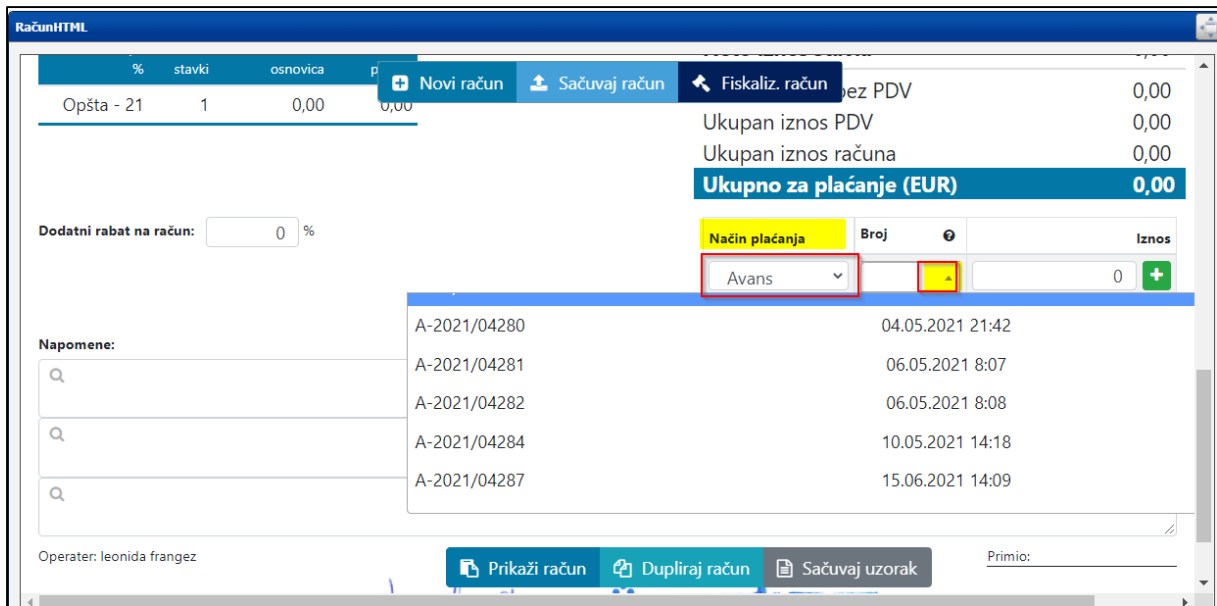 RačunHTML
% stavki osnovica
Novi račun Sačuvaj račun Fiskaliz. račun
bez PDV 0,00
Opšta - 21 1 0,00 0,00
Ukupan iznos PDV 0,00
Ukupan iznos računa 0,00
Ukupno za plaćanje (EUR) 0,00
Dodatni rabat na račun: 0 %
Način plaćanja Broj Iznos
Avans 0
A-2021/04280 04.05.2021 21:42
Napomene:
A-2021/04281 06.05.2021 8:07
A-2021/04282 06.05.2021 8:08
A-2021/04284 10.05.2021 14:18
A-2021/04287 15.06.2021 14:09
Operater: leonida frangez
Prikaži račun Dupliraj račun Sačuvaj uzorak
Primio: